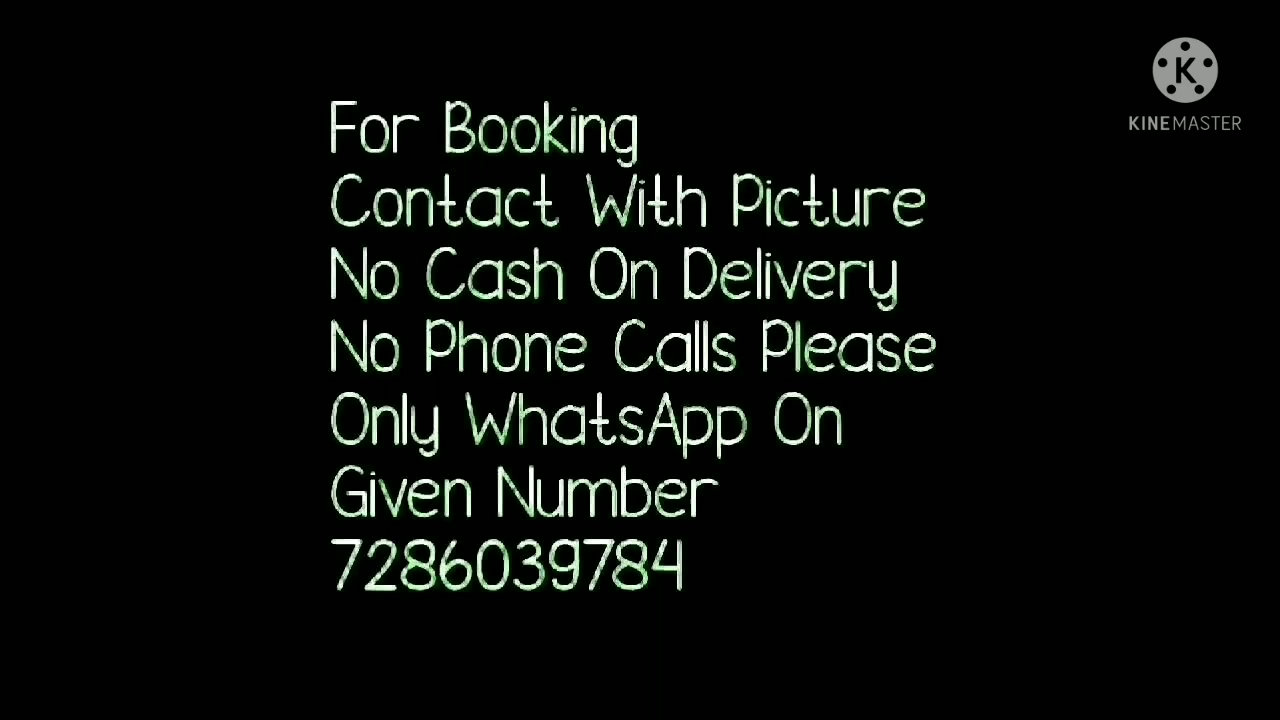 For Booking
Contact With Picture
No Cash On Delivery
No Phone Calls Please
Only WhatsApp On
Given Number
7286039784
K
KINEMASTER